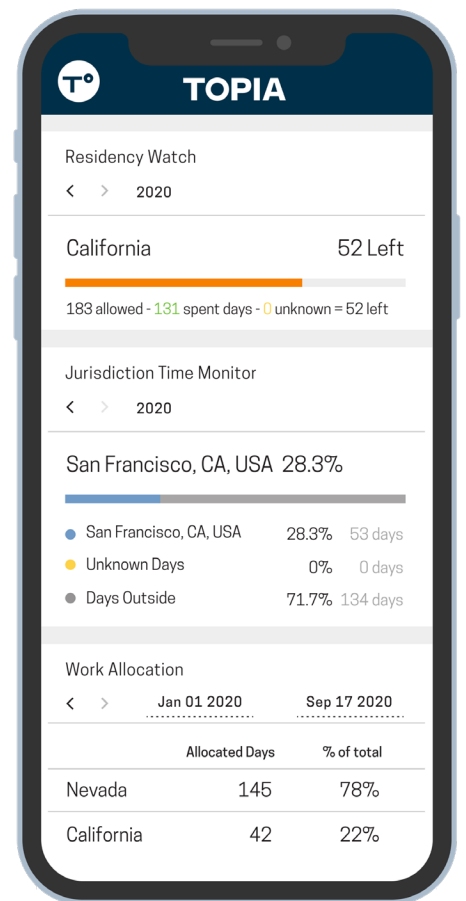 T°
TOPIA
Residency Watch
< > 2020
California 52 Left
183 allowed - 131 spent days - 0 unknown = 52 left
Jurisdiction Time Monitor
< > 2020
San Francisco, CA, USA 28.3%
San Francisco, CA, USA 28.3% 53 days
Unknown Days 0% 0 days
Days Outside 71.7% 134 days
Work Allocation
< > Jan 01 2020 Sep 17 2020
Allocated Days % of total
Nevada 145 78%
California 42 22%